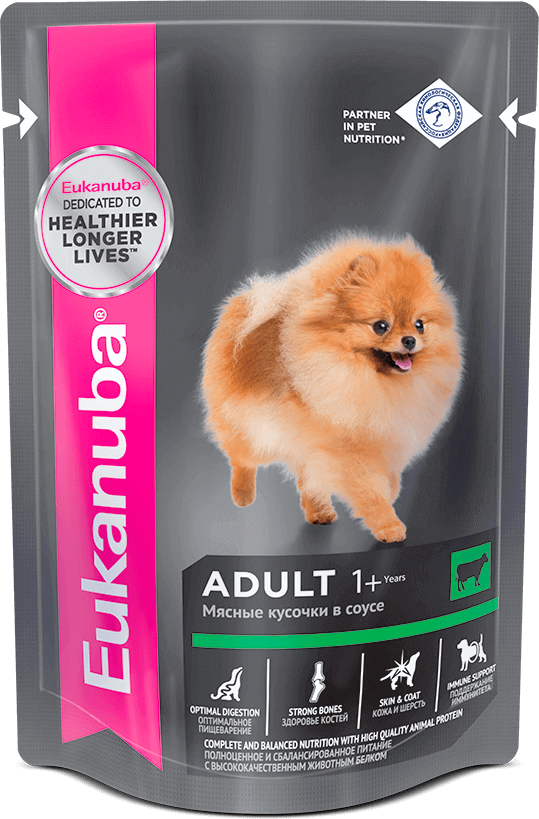 PARTNER
IN PET
NUTRITION*
Eukanuba®
DEDICATED TO
HEALTHIER
LONGER
LIVES™
Eukanuba®
ADULT 1+ Years
Мясные кусочки в соусе
OPTIMAL DIGESTION
ОПТИМАЛЬНОЕ
ПИЩЕВАРЕНИЕ
STRONG BONES
ЗДОРОВЬЕ КОСТЕЙ
SKIN & COAT
КОЖА И ШЕРСТЬ
IMMUNE SUPPORT
ПОДДЕРЖАНИЕ
ИММУНИТЕТА
COMPLETE AND BALANCED NUTRITION WITH HIGH QUALITY ANIMAL PROTEIN
ПОЛНОЦЕННОЕ И СБАЛАНСИРОВАННОЕ ПИТАНИЕ
С ВЫСОКОКАЧЕСТВЕННЫМ ЖИВОТНЫМ БЕЛКОМ